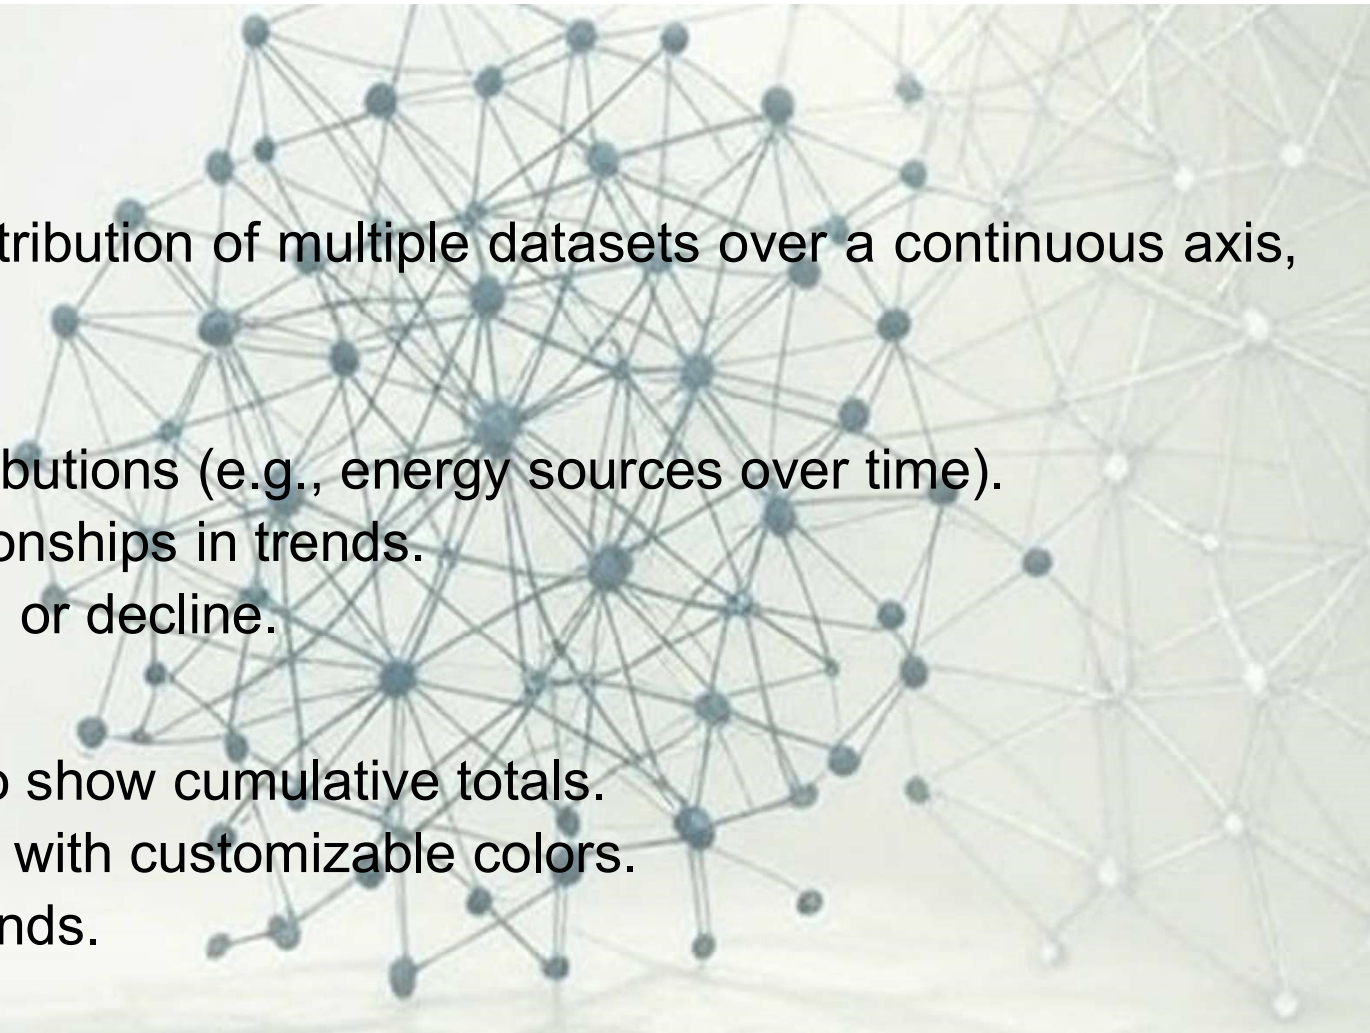 tribution of multiple datasets over a continuous axis,
butions (e.g., energy sources over time).
onships in trends.
or decline.
o show cumulative totals.
with customizable colors.
nds.